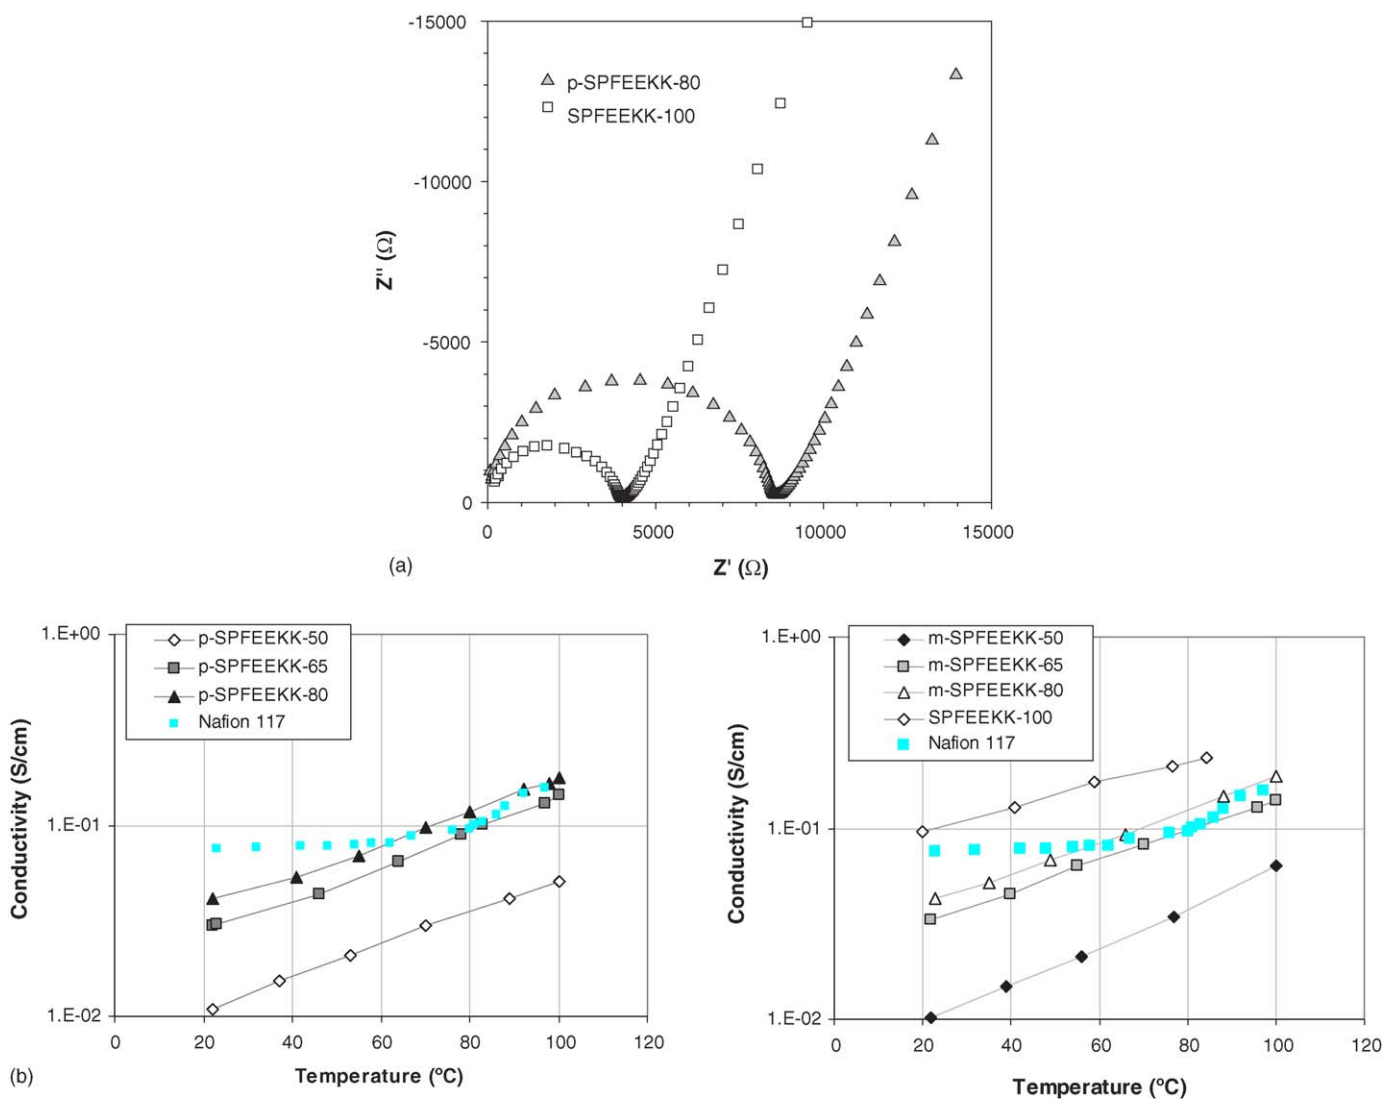 -15000
p-SPFEEKK-80
SPFEEKK-100
-10000
Z'' (Ω)
-5000
0
0 5000 10000 15000
(a)
Z' (Ω)
1.E+00
p-SPFEEKK-50
p-SPFEEKK-65
p-SPFEEKK-80
Nafion 117
Conductivity (S/cm)
1.E-01
1.E-02
0 20 40 60 80 100 120
(b)
Temperature (ºC)
1.E+00
m-SPFEEKK-50
m-SPFEEKK-65
m-SPFEEKK-80
SPFEEKK-100
Nafion 117
Conductivity (S/cm)
1.E-01
1.E-02
0 20 40 60 80 100 120
Temperature (ºC)